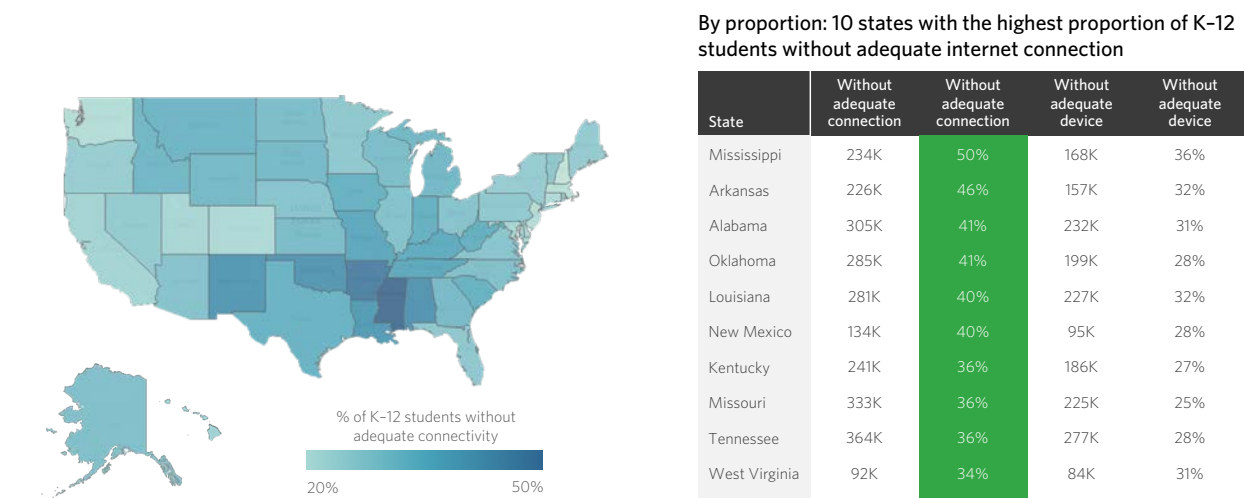 By proportion: 10 states with the highest proportion of K–12
students without adequate internet connection
State
Without
adequate
connection
Without
adequate
connection
Without
adequate
device
Without
adequate
device
Mississippi 234K 50% 168K 36%
Arkansas 226K 46% 157K 32%
Alabama 305K 41% 232K 31%
Oklahoma 285K 41% 199K 28%
Louisiana 281K 40% 227K 32%
New Mexico 134K 40% 95K 28%
Kentucky 241K 36% 186K 27%
Missouri 333K 36% 225K 25%
Tennessee 364K 36% 277K 28%
West Virginia 92K 34% 84K 31%
% of K–12 students without
adequate connectivity
20% 50%